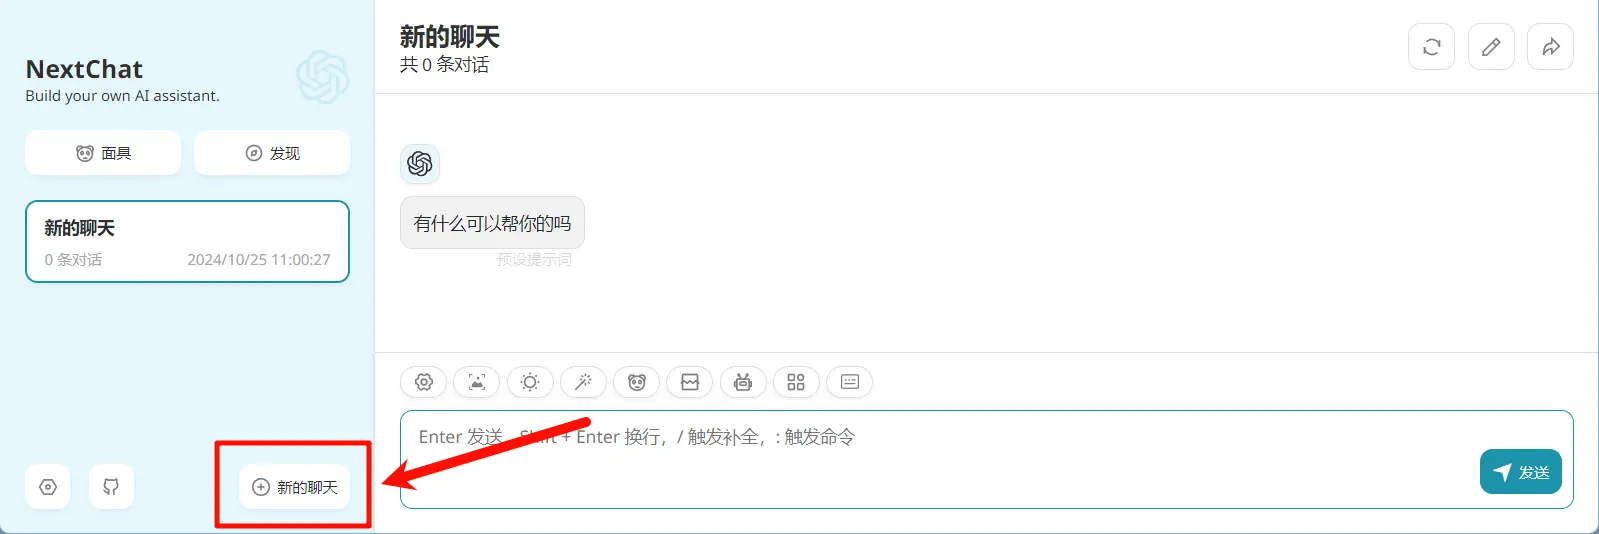 NextChat
Build your own AI assistant.
面具
发现
新的聊天
0 条对话
2024/10/25 11:00:27
新的聊天
新的聊天
共 0 条对话
有什么可以帮你的吗
预设提示词
Enter 发送, Shift + Enter 换行, / 触发补全, : 触发命令
发送